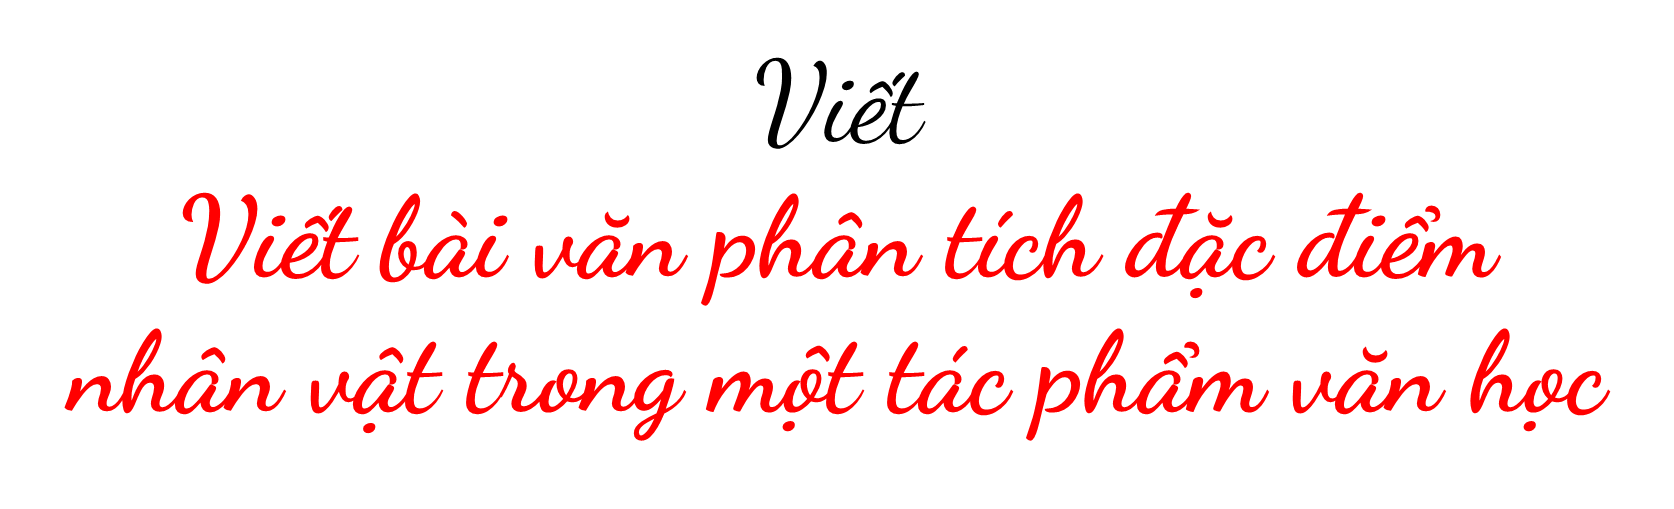 Viết
Viết bài văn phân tích đặc điểm
nhân vật trong một tác phẩm văn học